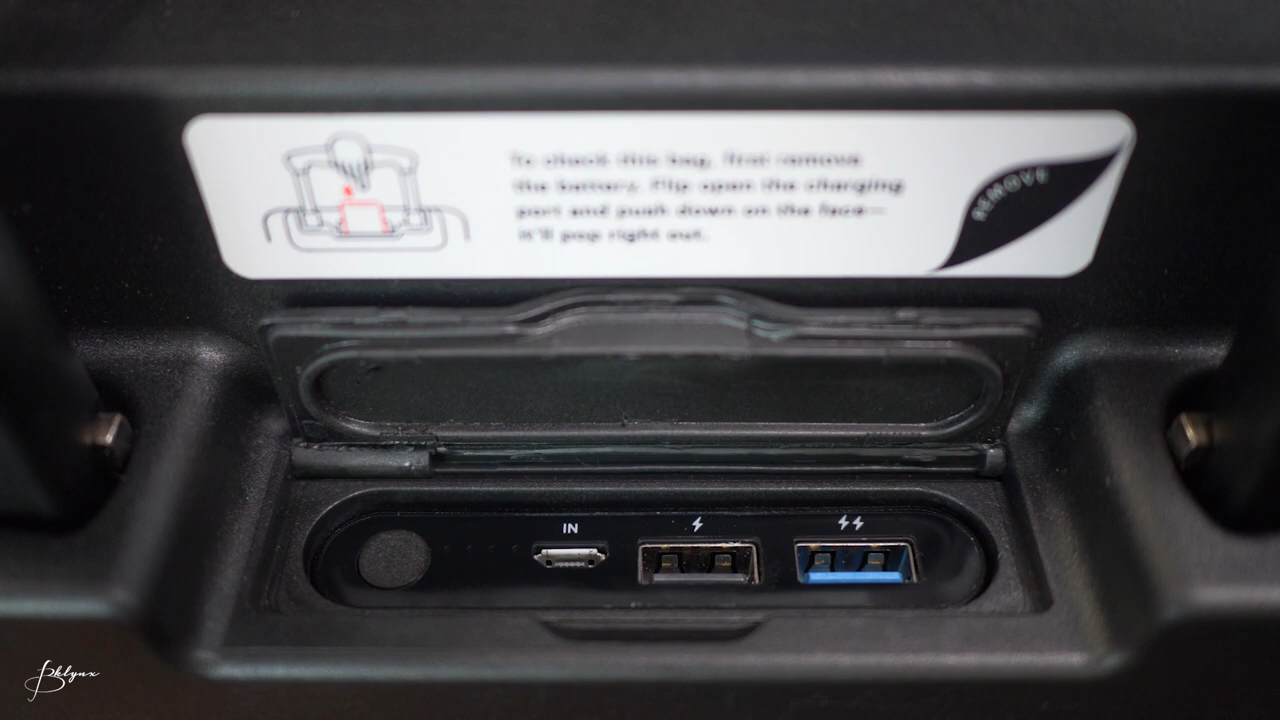 To check this bag, first remove
the battery. Flip open the charging
port and push down on the face—
it'll pop right out.
REMOVE
IN
Bklynx